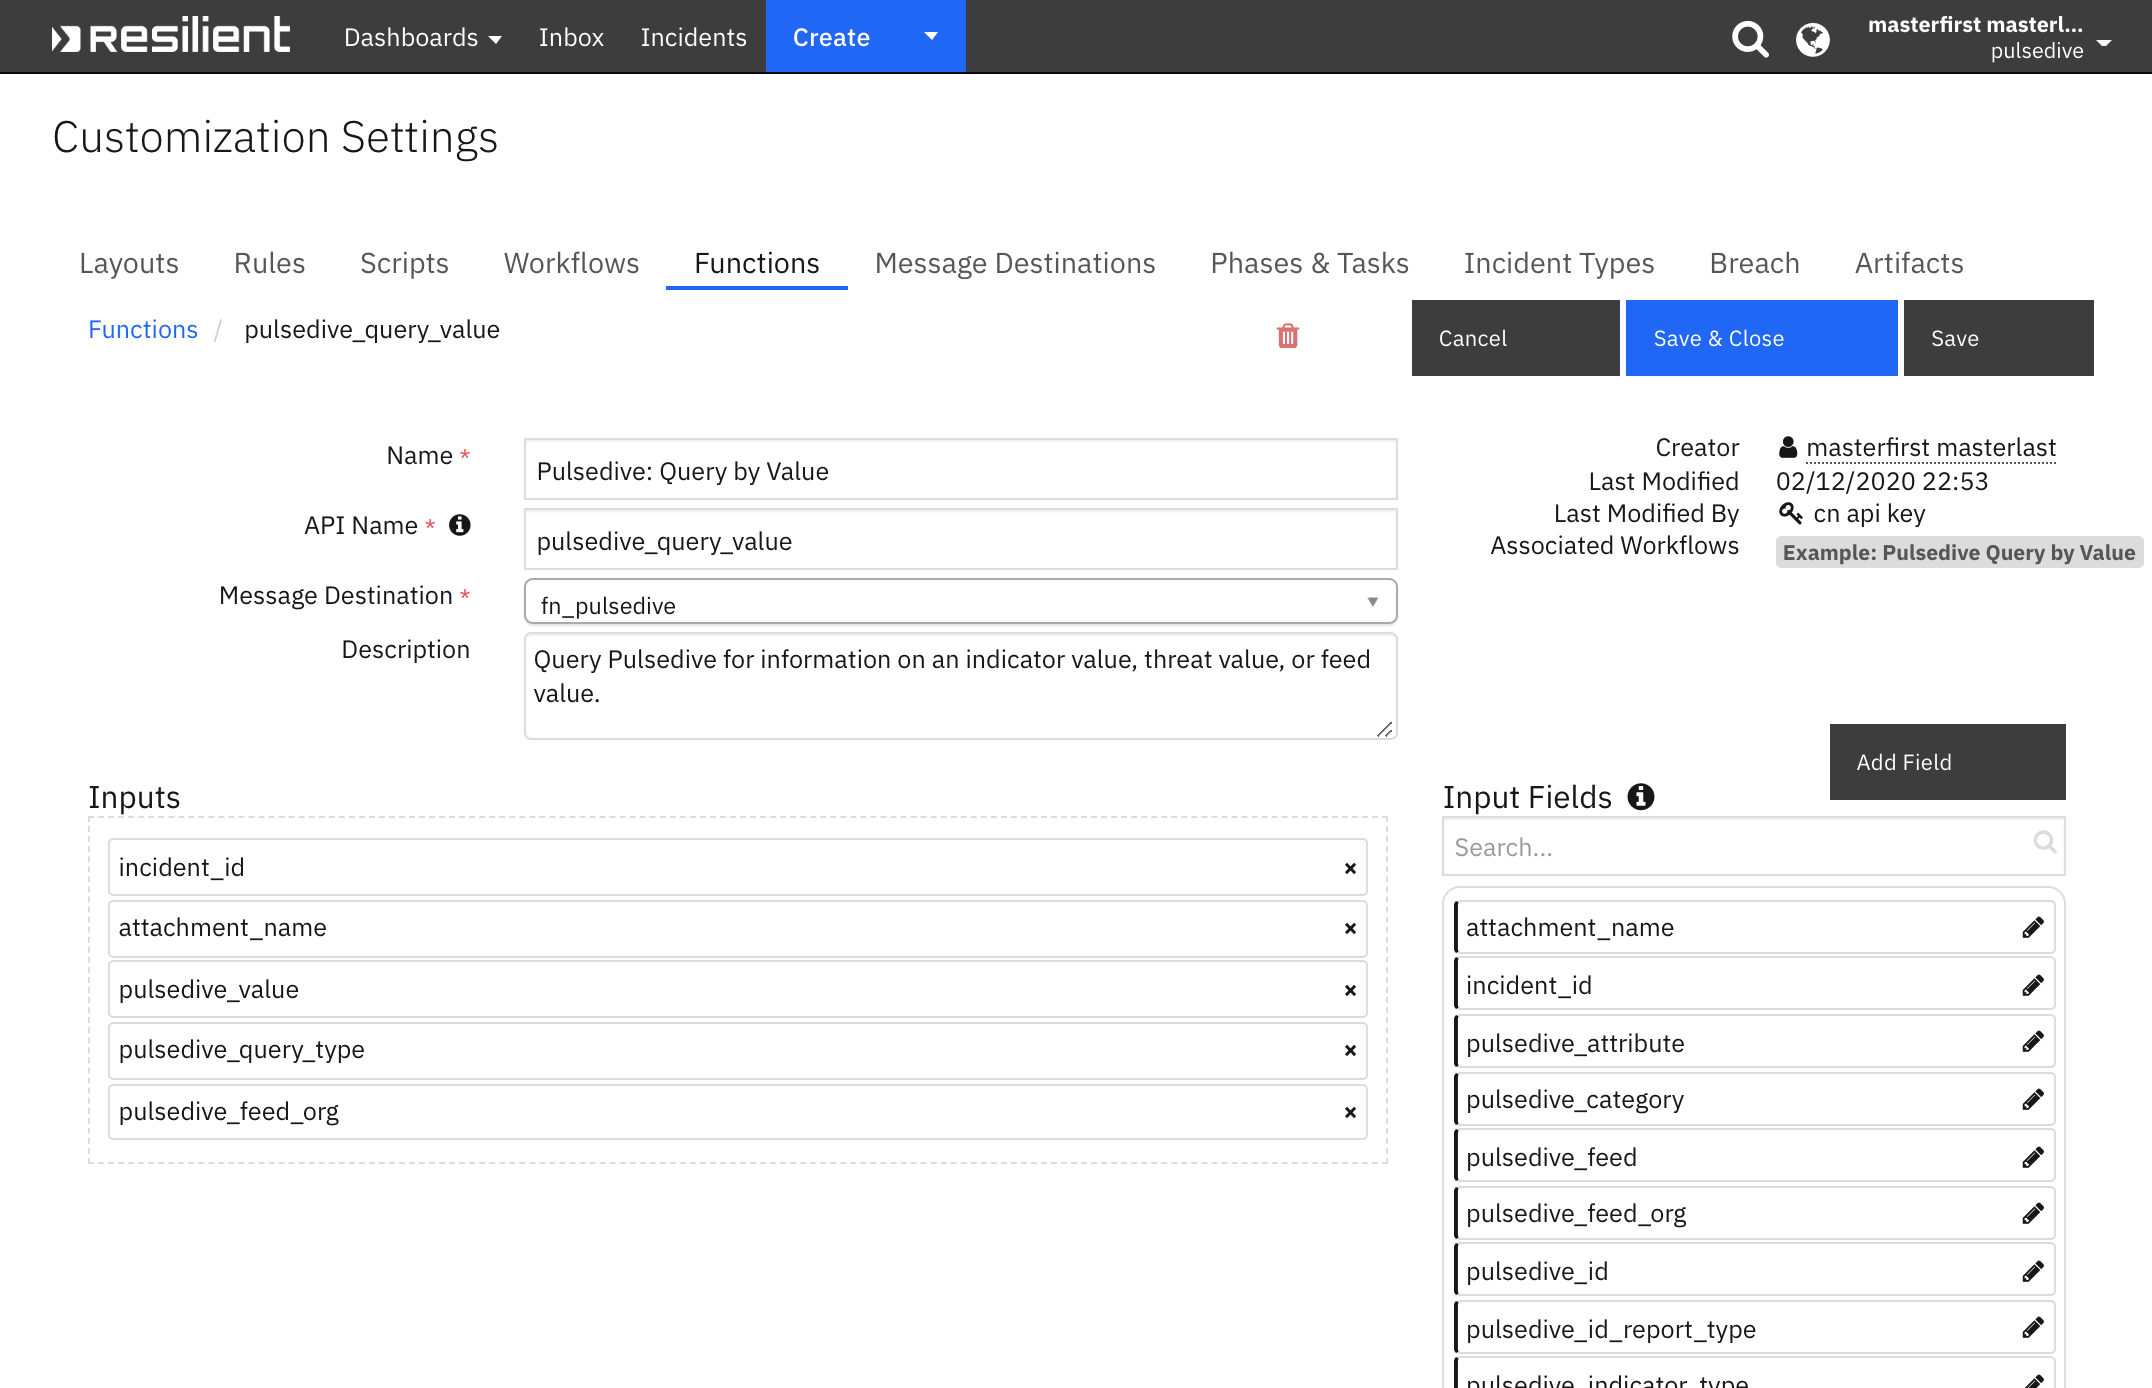 resilient Dashboards Inbox Incidents Create masterfirst masterl...
pulsedive
Customization Settings
Layouts Rules Scripts Workflows Functions Message Destinations Phases & Tasks Incident Types Breach Artifacts
Functions / pulsedive_query_value Cancel Save & Close Save
Name * Pulsedive: Query by Value
API Name * pulsedive_query_value
Message Destination * fn_pulsedive
Description Query Pulsedive for information on an indicator value, threat value, or feed
value.
Creator masterfirst masterlast
Last Modified 02/12/2020 22:53
Last Modified By cn api key
Associated Workflows Example: Pulsedive Query by Value
Inputs
incident_id ×
attachment_name ×
pulsedive_value ×
pulsedive_query_type ×
pulsedive_feed_org ×
Add Field
Input Fields
Search...
attachment_name
incident_id
pulsedive_attribute
pulsedive_category
pulsedive_feed
pulsedive_feed_org
pulsedive_id
pulsedive_id_report_type
pulsedive_indicator_type